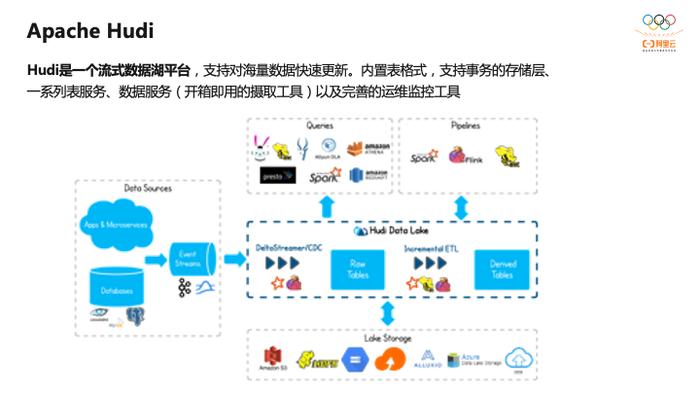 Apache Hudi
阿里云
Hudi是一个流式数据湖平台，支持对海量数据快速更新。内置表格式，支持事务的存储层、
一系列表服务、数据服务（开箱即用的摄取工具）以及完善的运维监控工具
Queries
Pipelines
Aliyun DLA
amazon
ATHENA
presto
Spark
amazon
REDSHIFT
Spark
Flink
Data Sources
Apps & Microservices
Event
Streams
Databases
cassandra
Hudi Data Lake
DeltaStreamer/CDC
Raw
Tables
Incremental ETL
Derived
Tables
Lake Storage
Amazon S3
ALLUXIO
Azure
Data Lake Storage